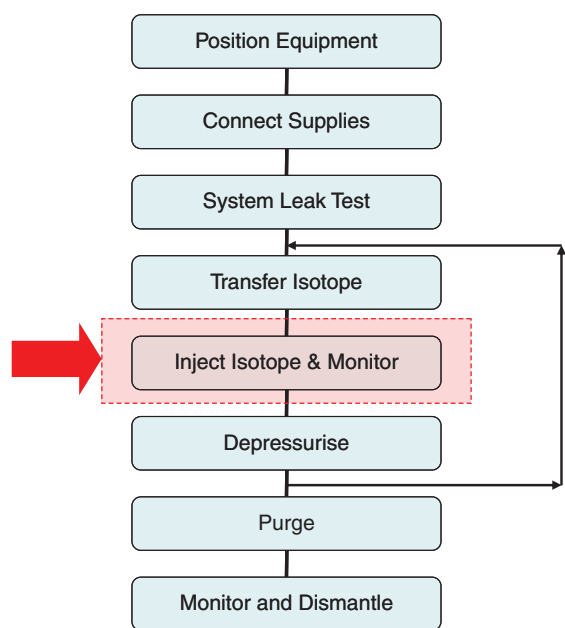 Position Equipment
Connect Supplies
System Leak Test
Transfer Isotope
Inject Isotope & Monitor
Depressurise
Purge
Monitor and Dismantle